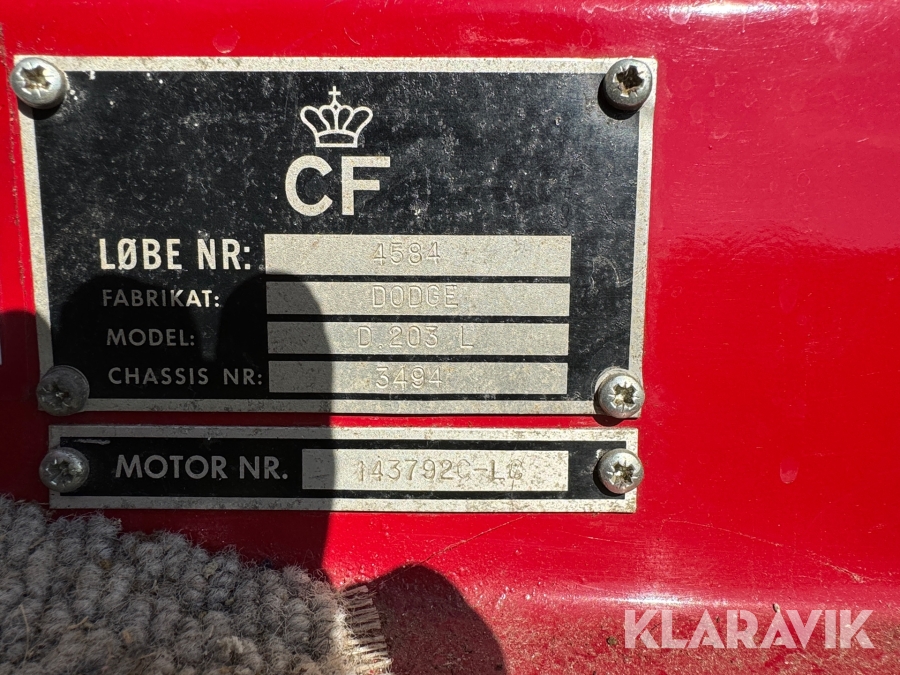 CF
LØBE NR: 4584
FABRIKAT: DODGE
MODEL: D.203 L
CHASSIS NR: 3494
MOTOR NR. 143792C-LC
KLARAVIK